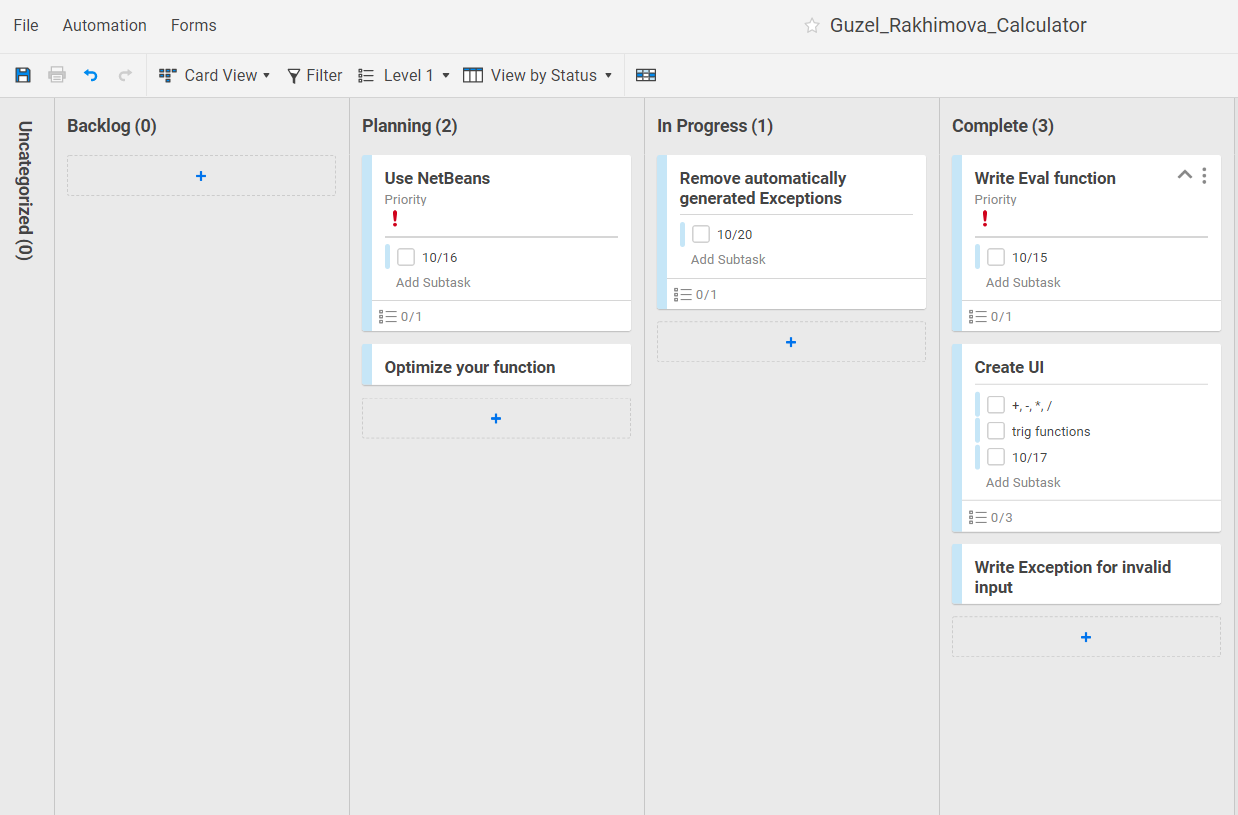 File Automation Forms
Guzel_Rakhimova_Calculator
Card View Filter Level 1 View by Status
Uncategorized (0)
Backlog (0)
+
Planning (2)
Use NetBeans
Priority
10/16
Add Subtask
0/1
Optimize your function
+
In Progress (1)
Remove automatically
generated Exceptions
10/20
Add Subtask
0/1
+
Complete (3)
Write Eval function
Priority
10/15
Add Subtask
0/1
Create UI
+, -, *, /
trig functions
10/17
Add Subtask
0/3
Write Exception for invalid
input
+